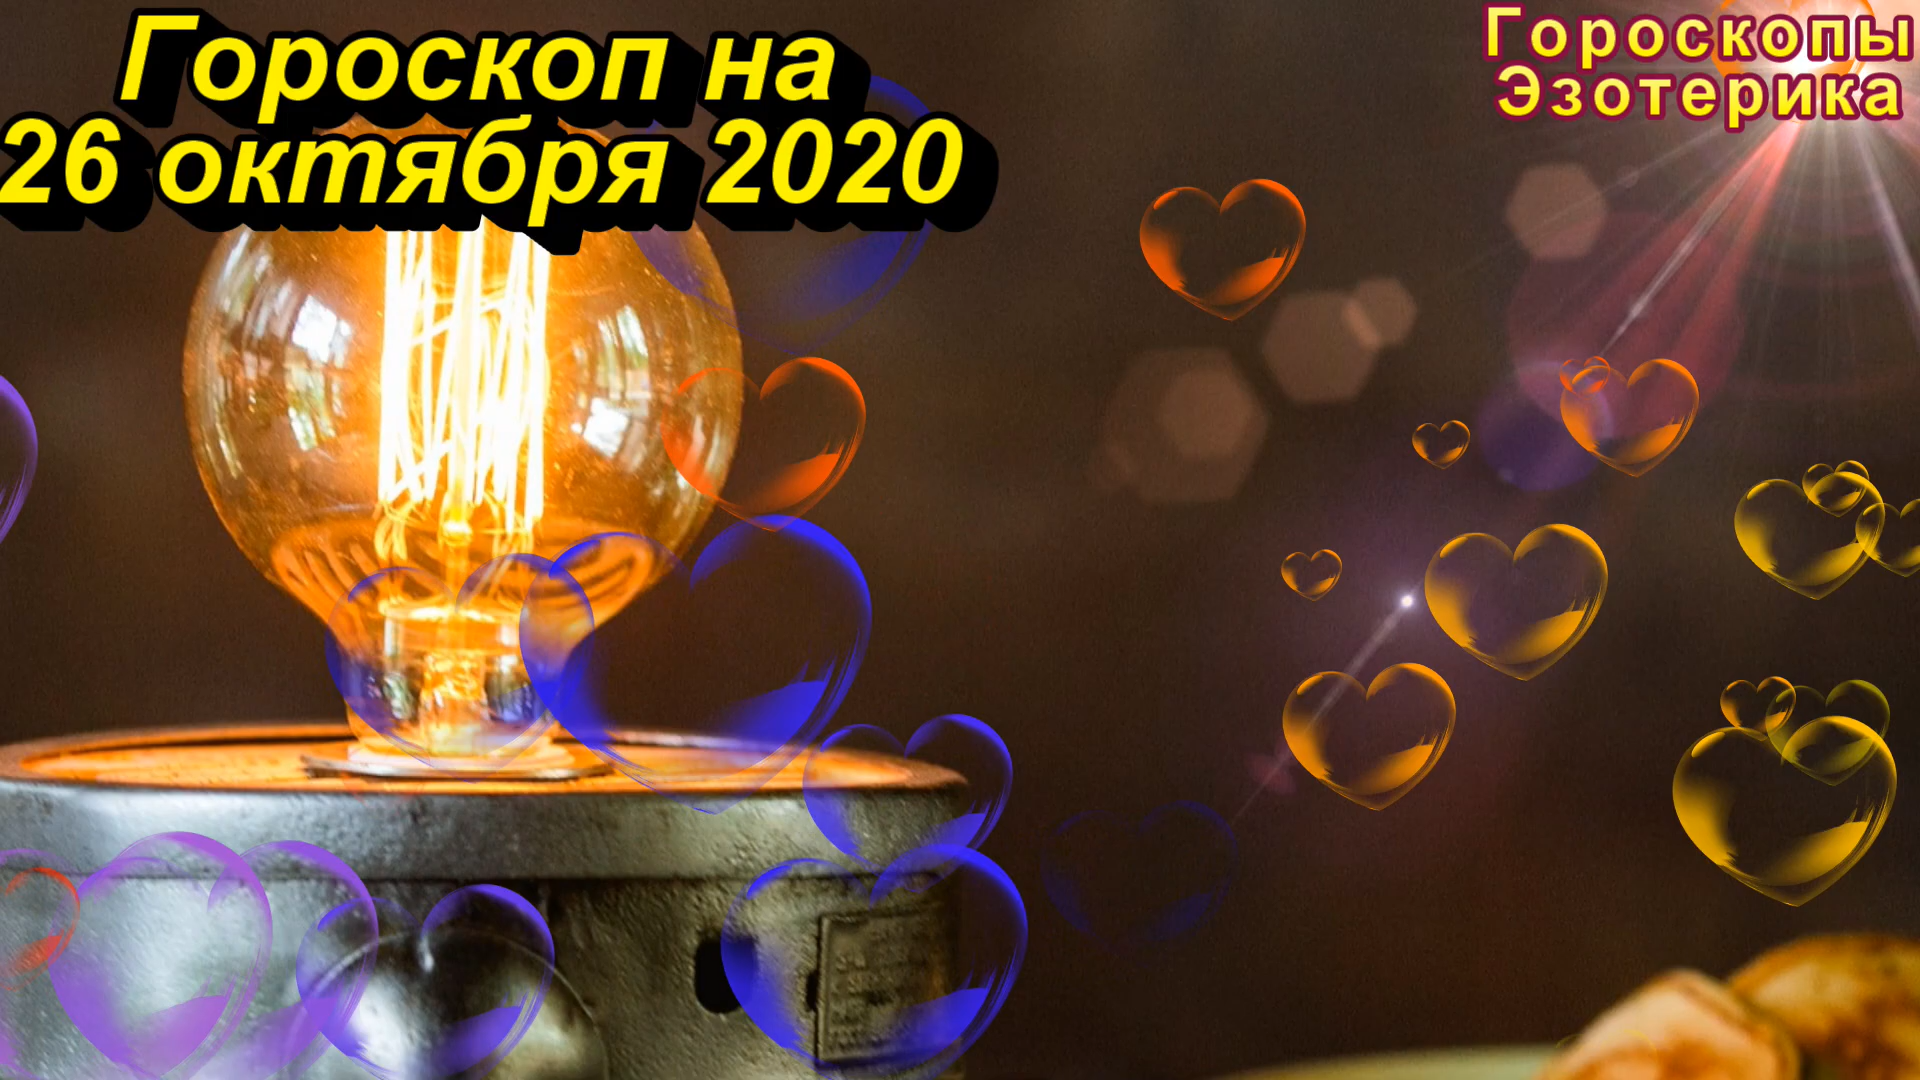 Гороскоп на
26 октября 2020
Гороскопы
Эзотерика